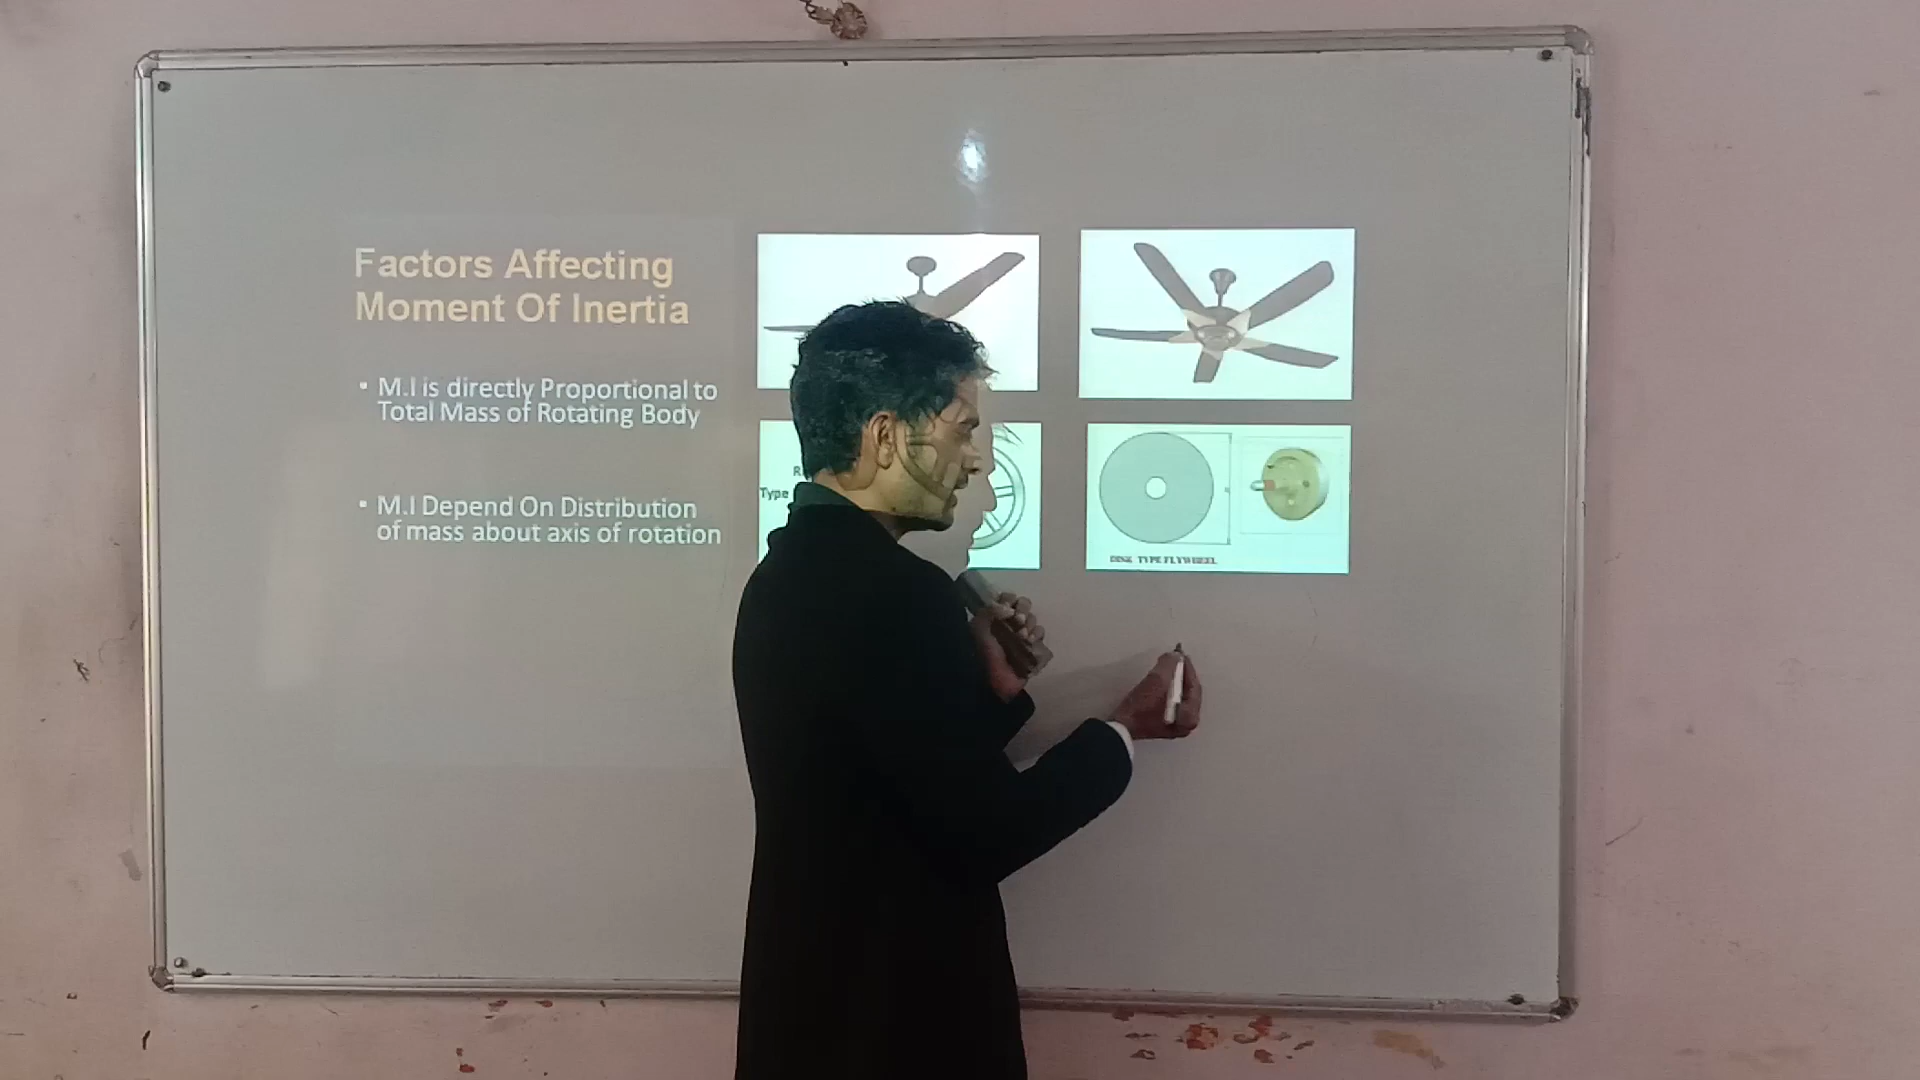 Factors Affecting
Moment Of Inertia
• M.I is directly Proportional to
Total Mass of Rotating Body
• M.I Depend On Distribution
of mass about axis of rotation
Type
DISK TYPE FLYWHEEL